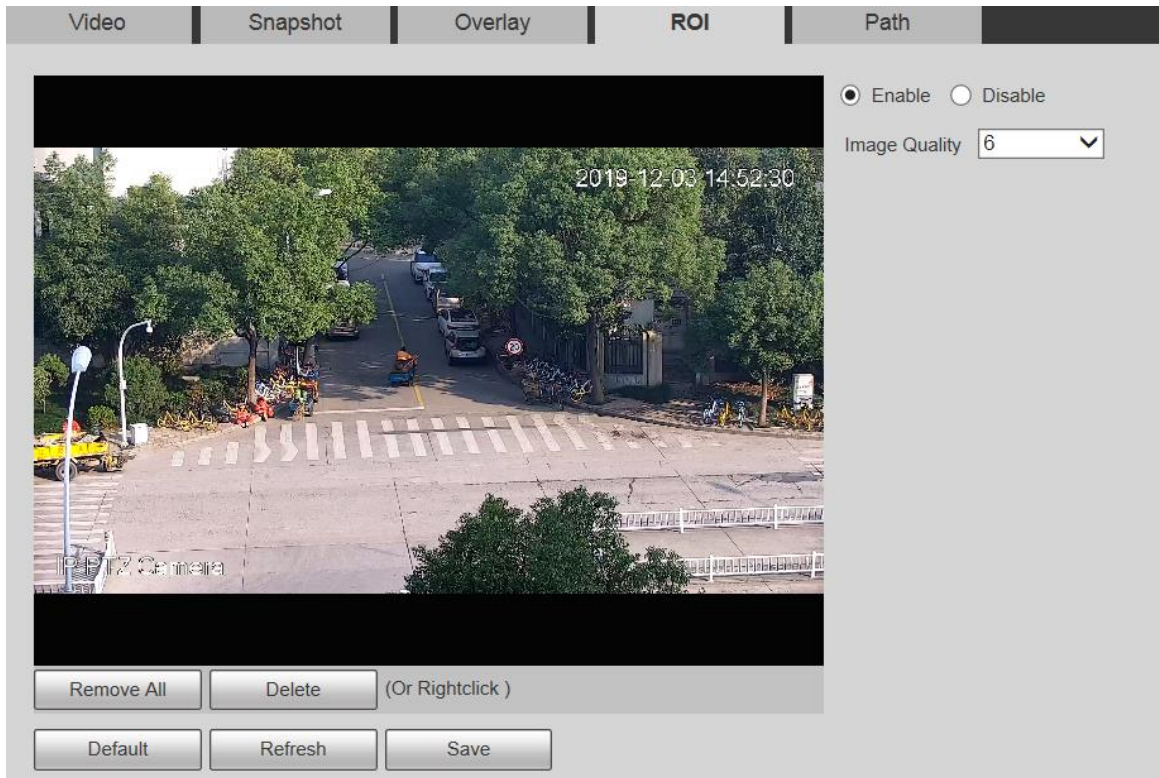 Video Snapshot Overlay ROI Path
Enable Disable
Image Quality 6
2019-12-03 14:52:30
20
IP PTZ Camera
Remove All Delete (Or Rightclick )
Default Refresh Save